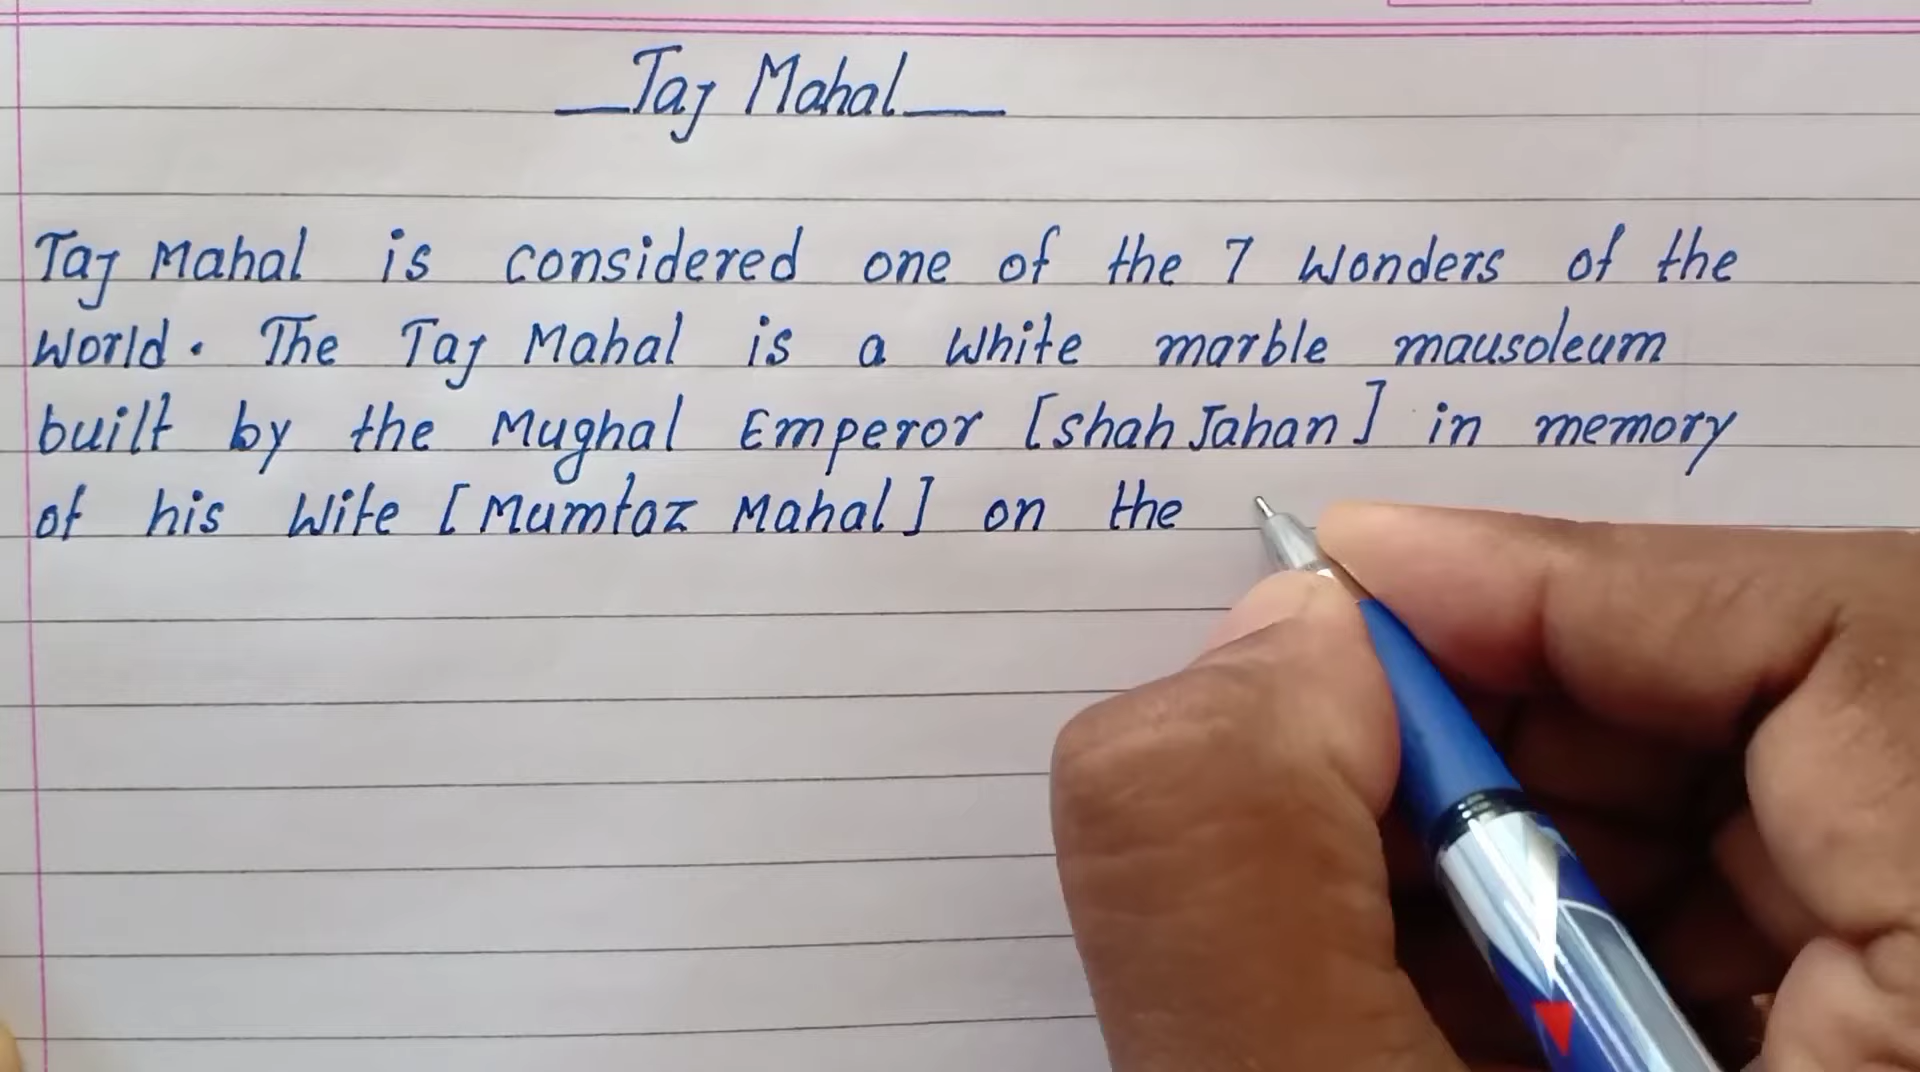 Taj Mahal
Taj Mahal is considered one of the 7 Wonders of the
World. The Taj Mahal is a White marble mausoleum
built by the Mughal Emperor [shah Jahan] in memory
of his Wife [Mumtaz Mahal] on the